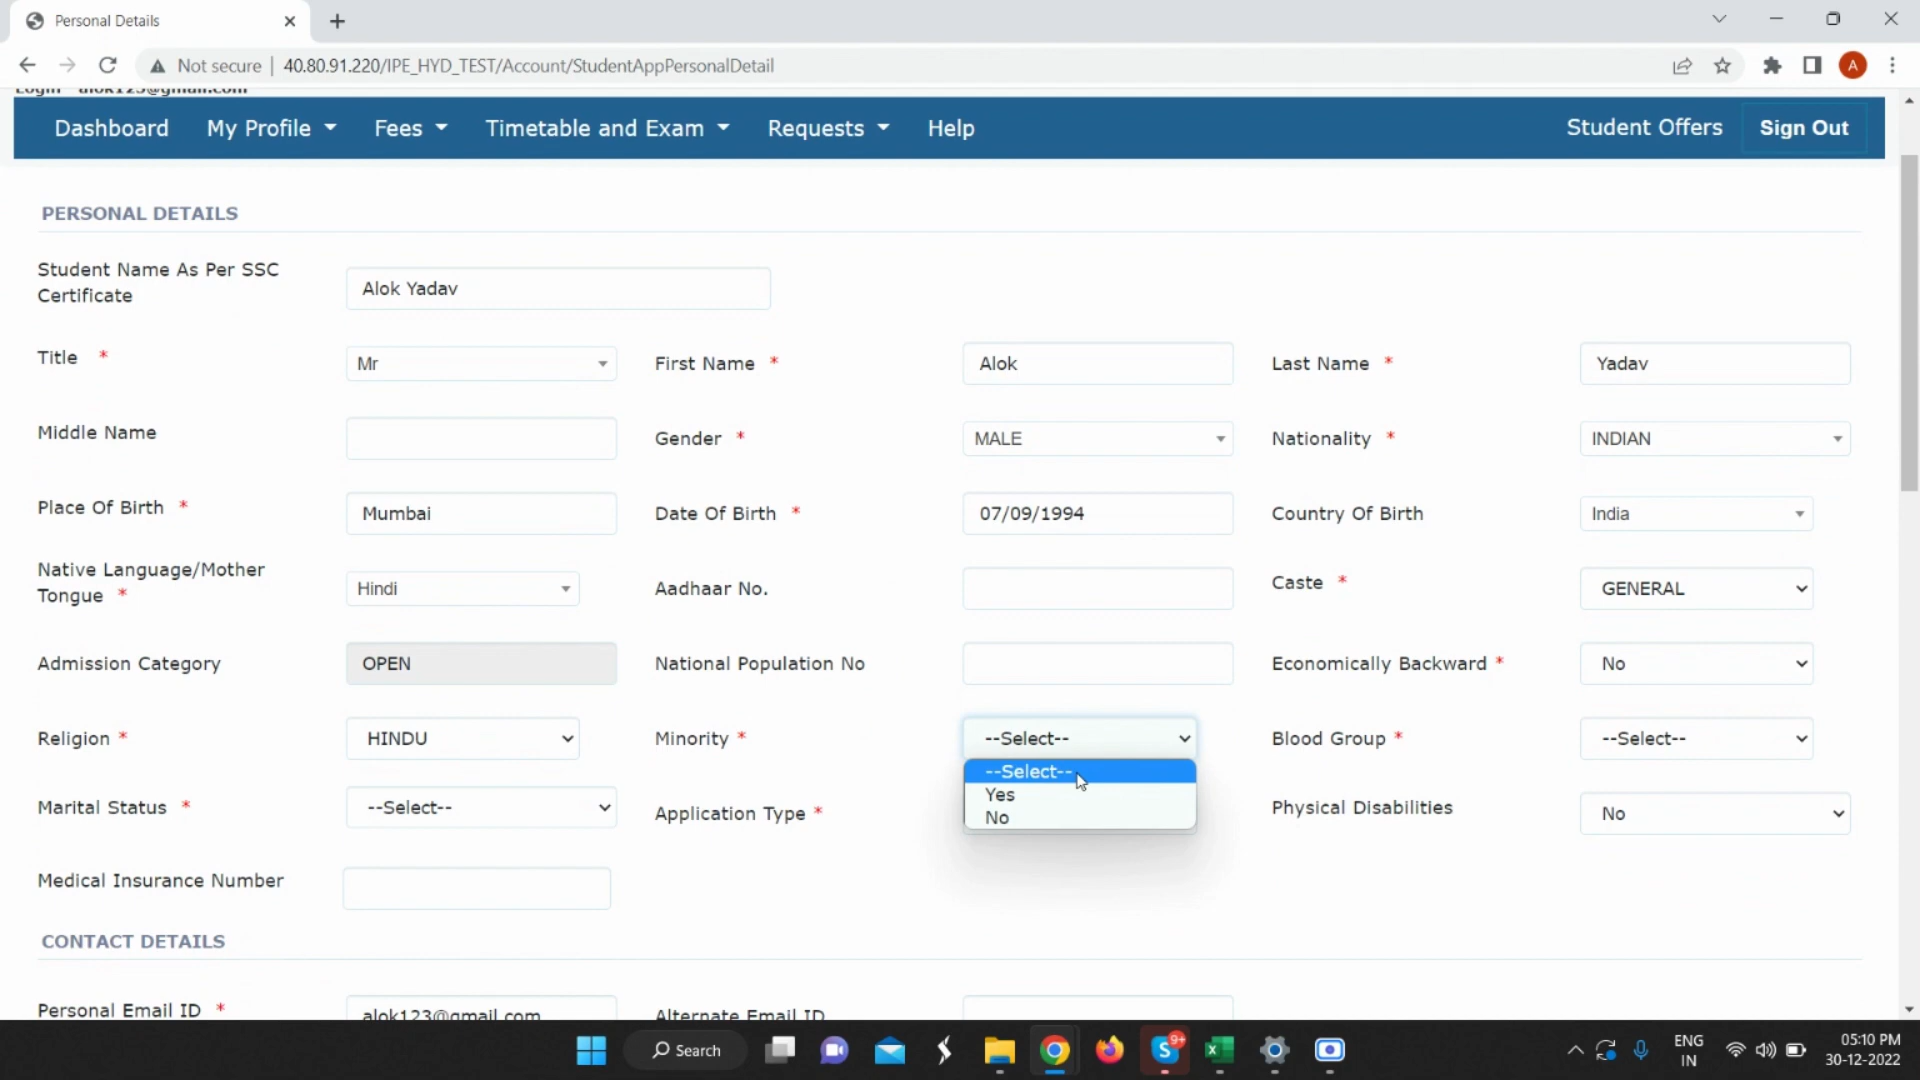 Personal Details
Not secure | 40.80.91.220/IPE_HYD_TEST/Account/StudentAppPersonalDetail
A
Login - alok123@gmail.com
Dashboard My Profile Fees Timetable and Exam Requests Help Student Offers Sign Out
PERSONAL DETAILS
Student Name As Per SSC
Certificate
Alok Yadav
Title * Mr First Name * Alok Last Name * Yadav
Middle Name Gender * MALE Nationality * INDIAN
Place Of Birth * Mumbai Date Of Birth * 07/09/1994 Country Of Birth India
Native Language/Mother
Tongue *
Hindi Aadhaar No. Caste * GENERAL
Admission Category OPEN National Population No Economically Backward * No
Religion * HINDU Minority * --Select-- Blood Group * --Select--
--Select--
Yes
No
Marital Status * --Select-- Application Type * Physical Disabilities No
Medical Insurance Number
CONTACT DETAILS
Personal Email ID * alok123@gmail.com Alternate Email ID
Search
9+
ENG
IN
05:10 PM
30-12-2022